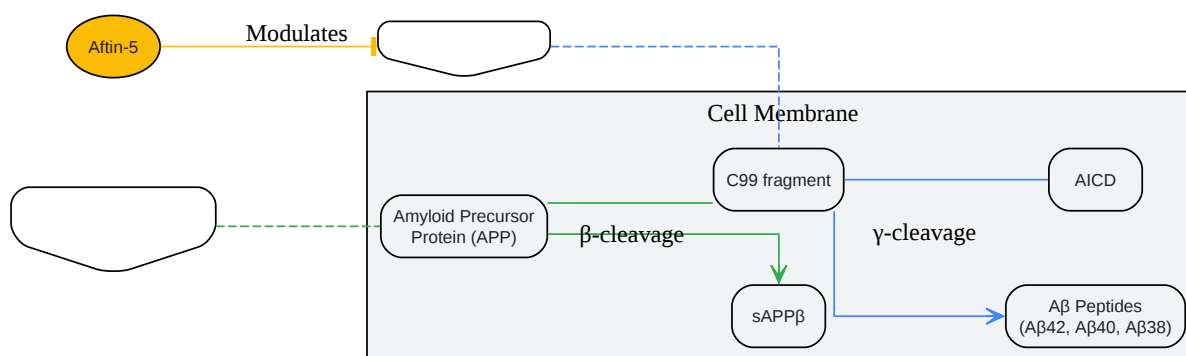 Aftin-5
Modulates
Cell Membrane
C99 fragment
AICD
Amyloid Precursor
Protein (APP)
β-cleavage
γ-cleavage
sAPPβ
Aβ Peptides
(Aβ42, Aβ40, Aβ38)